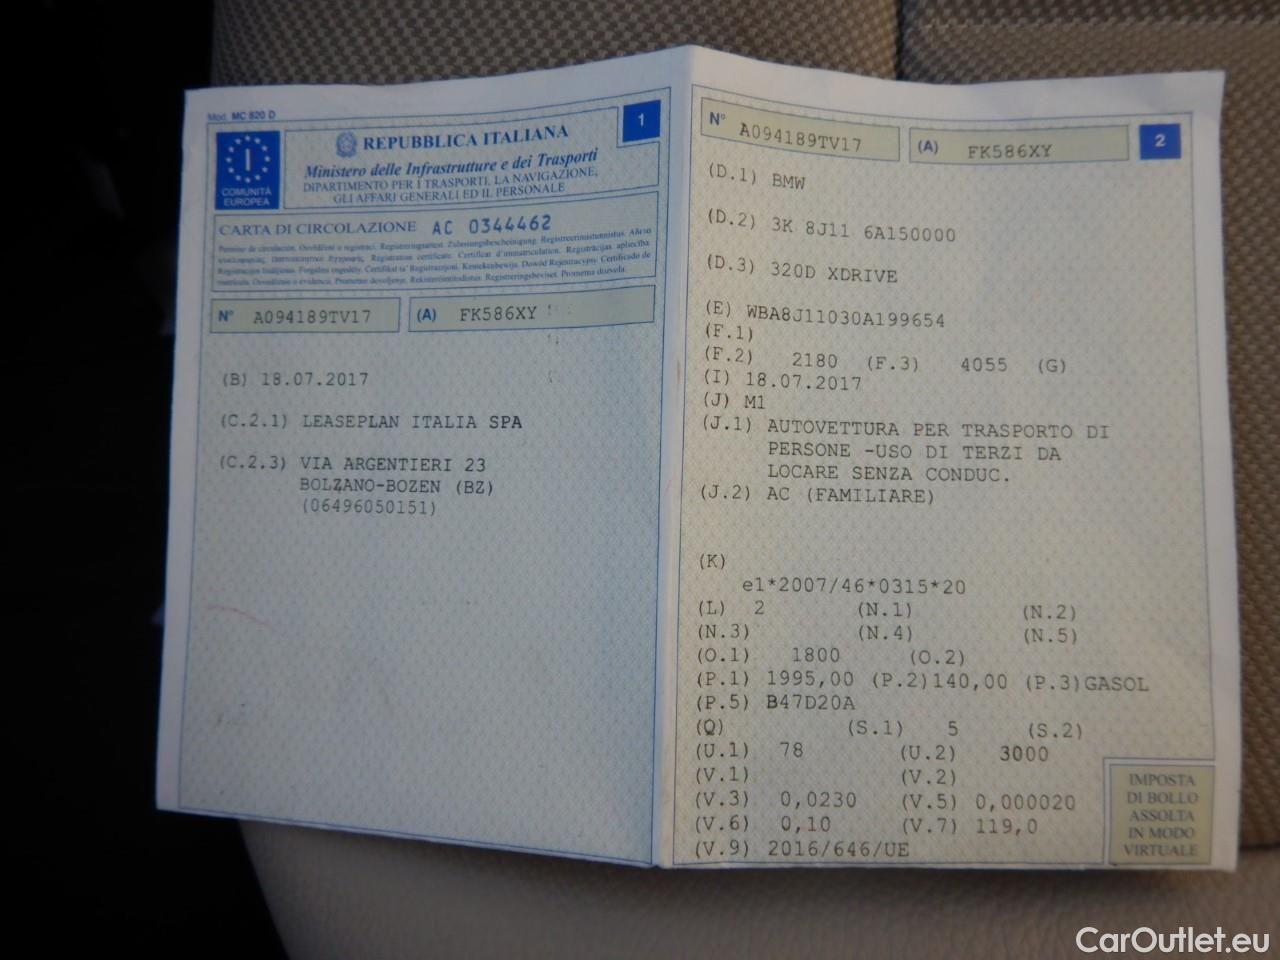 Mod. MC 820 D
1
I
COMUNITÀ
EUROPEA
REPUBBLICA ITALIANA
Ministero delle Infrastrutture e dei Trasporti
DIPARTIMENTO PER I TRASPORTI, LA NAVIGAZIONE,
GLI AFFARI GENERALI ED IL PERSONALE
CARTA DI CIRCOLAZIONE AC 0344462
N° A094189TV17 (A) FK586XY
(B) 18.07.2017
(C.2.1) LEASEPLAN ITALIA SPA
(C.2.3) VIA ARGENTIERI 23
BOLZANO-BOZEN (BZ)
(06496050151)
N° A094189TV17 (A) FK586XY 2
(D.1) BMW
(D.2) 3K 8J11 6A150000
(D.3) 320D XDRIVE
(E) WBA8J11030A199654
(F.1)
(F.2) 2180 (F.3) 4055 (G)
(I) 18.07.2017
(J) M1
(J.1) AUTOVETTURA PER TRASPORTO DI
PERSONE -USO DI TERZI DA
LOCARE SENZA CONDUC.
(J.2) AC (FAMILIARE)
(K)
e1*2007/46*0315*20
(L) 2 (N.1) (N.2)
(N.3) (N.4) (N.5)
(O.1) 1800 (O.2)
(P.1) 1995,00 (P.2)140,00 (P.3)GASOL
(P.5) B47D20A
(Q) (S.1) 5 (S.2)
(U.1) 78 (U.2) 3000
(V.1) (V.2)
(V.3) 0,0230 (V.5) 0,000020
(V.6) 0,10 (V.7) 119,0
(V.9) 2016/646/UE
IMPOSTA
DI BOLLO
ASSOLTA
IN MODO
VIRTUALE
CarOutlet.eu